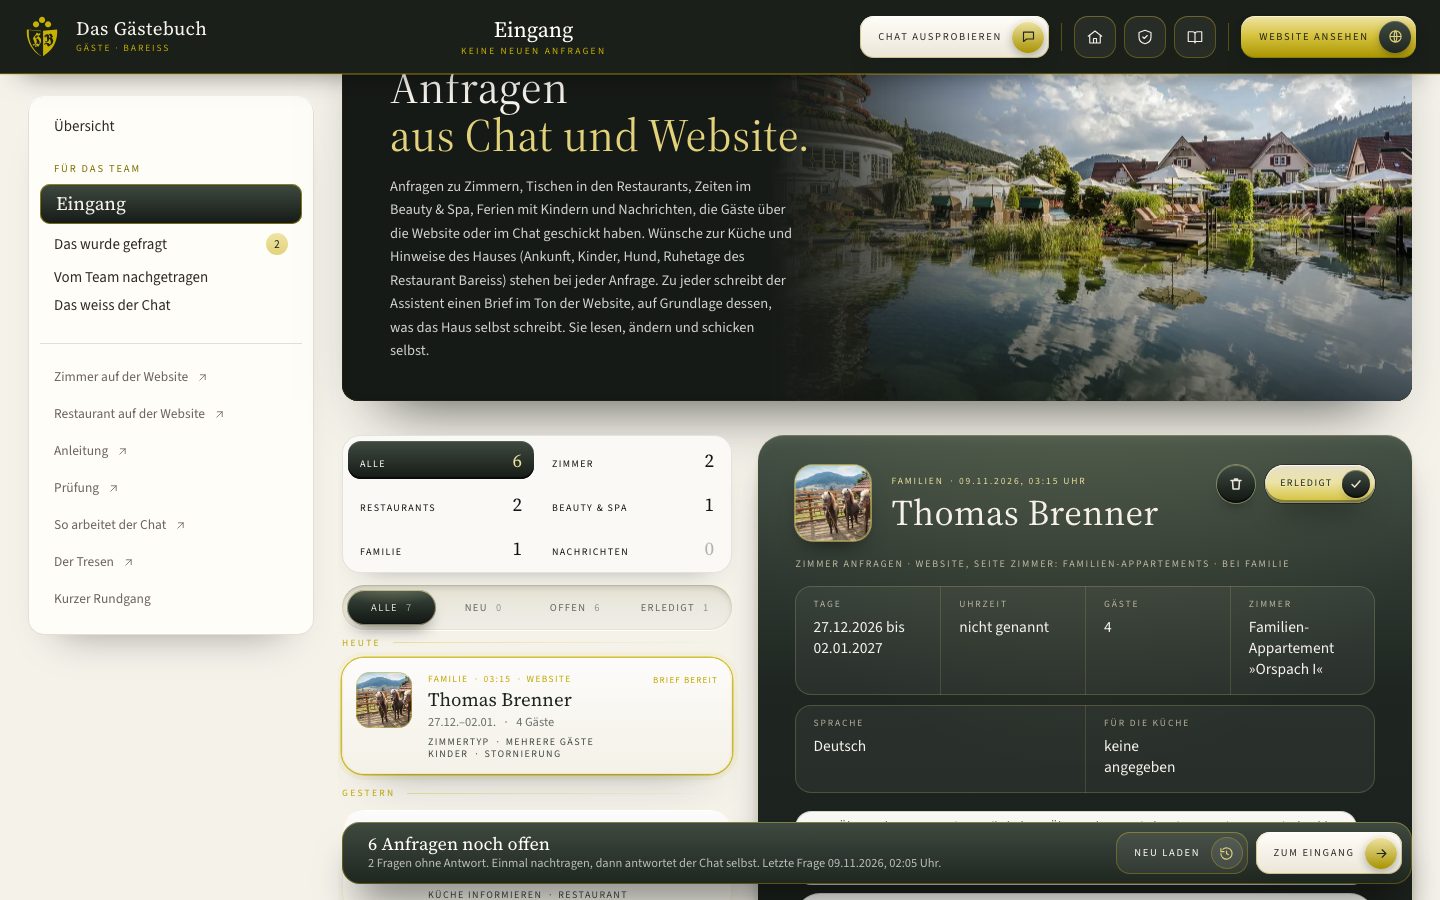 Das Gästebuch
GÄSTE · BAREISS
Eingang
KEINE NEUEN ANFRAGEN
CHAT AUSPROBIEREN
WEBSITE ANSEHEN
Übersicht
FÜR DAS TEAM
Eingang
Das wurde gefragt 2
Vom Team nachgetragen
Das weiss der Chat
Zimmer auf der Website
Restaurant auf der Website
Anleitung
Prüfung
So arbeitet der Chat
Der Tresen
Kurzer Rundgang
Anfragen
aus Chat und Website.
Anfragen zu Zimmern, Tischen in den Restaurants, Zeiten im
Beauty & Spa, Ferien mit Kindern und Nachrichten, die Gäste über
die Website oder im Chat geschickt haben. Wünsche zur Küche und
Hinweise des Hauses (Ankunft, Kinder, Hund, Ruhetage des
Restaurant Bareiss) stehen bei jeder Anfrage. Zu jeder schreibt der
Assistent einen Brief im Ton der Website, auf Grundlage dessen,
was das Haus selbst schreibt. Sie lesen, ändern und schicken
selbst.
ALLE 6
ZIMMER 2
RESTAURANTS 2
BEAUTY & SPA 1
FAMILIE 1
NACHRICHTEN 0
ALLE 7
NEU 0
OFFEN 6
ERLEDIGT 1
HEUTE
FAMILIE · 03:15 · WEBSITE
BRIEF BEREIT
Thomas Brenner
27.12.–02.01. · 4 Gäste
ZIMMERTYP · MEHRERE GÄSTE
KINDER · STORNIERUNG
GESTERN
KÜCHE INFORMIEREN · RESTAURANT
FAMILIEN · 09.11.2026, 03:15 UHR
Thomas Brenner
ERLEDIGT
ZIMMER ANFRAGEN · WEBSITE, SEITE ZIMMER: FAMILIEN-APPARTEMENTS · BEI FAMILIE
TAGE
27.12.2026 bis
02.01.2027
UHRZEIT
nicht genannt
GÄSTE
4
ZIMMER
Familien-
Appartement
»Orspach I«
SPRACHE
Deutsch
FÜR DIE KÜCHE
keine
angegeben
6 Anfragen noch offen
2 Fragen ohne Antwort. Einmal nachtragen, dann antwortet der Chat selbst. Letzte Frage 09.11.2026, 02:05 Uhr.
NEU LADEN
ZUM EINGANG